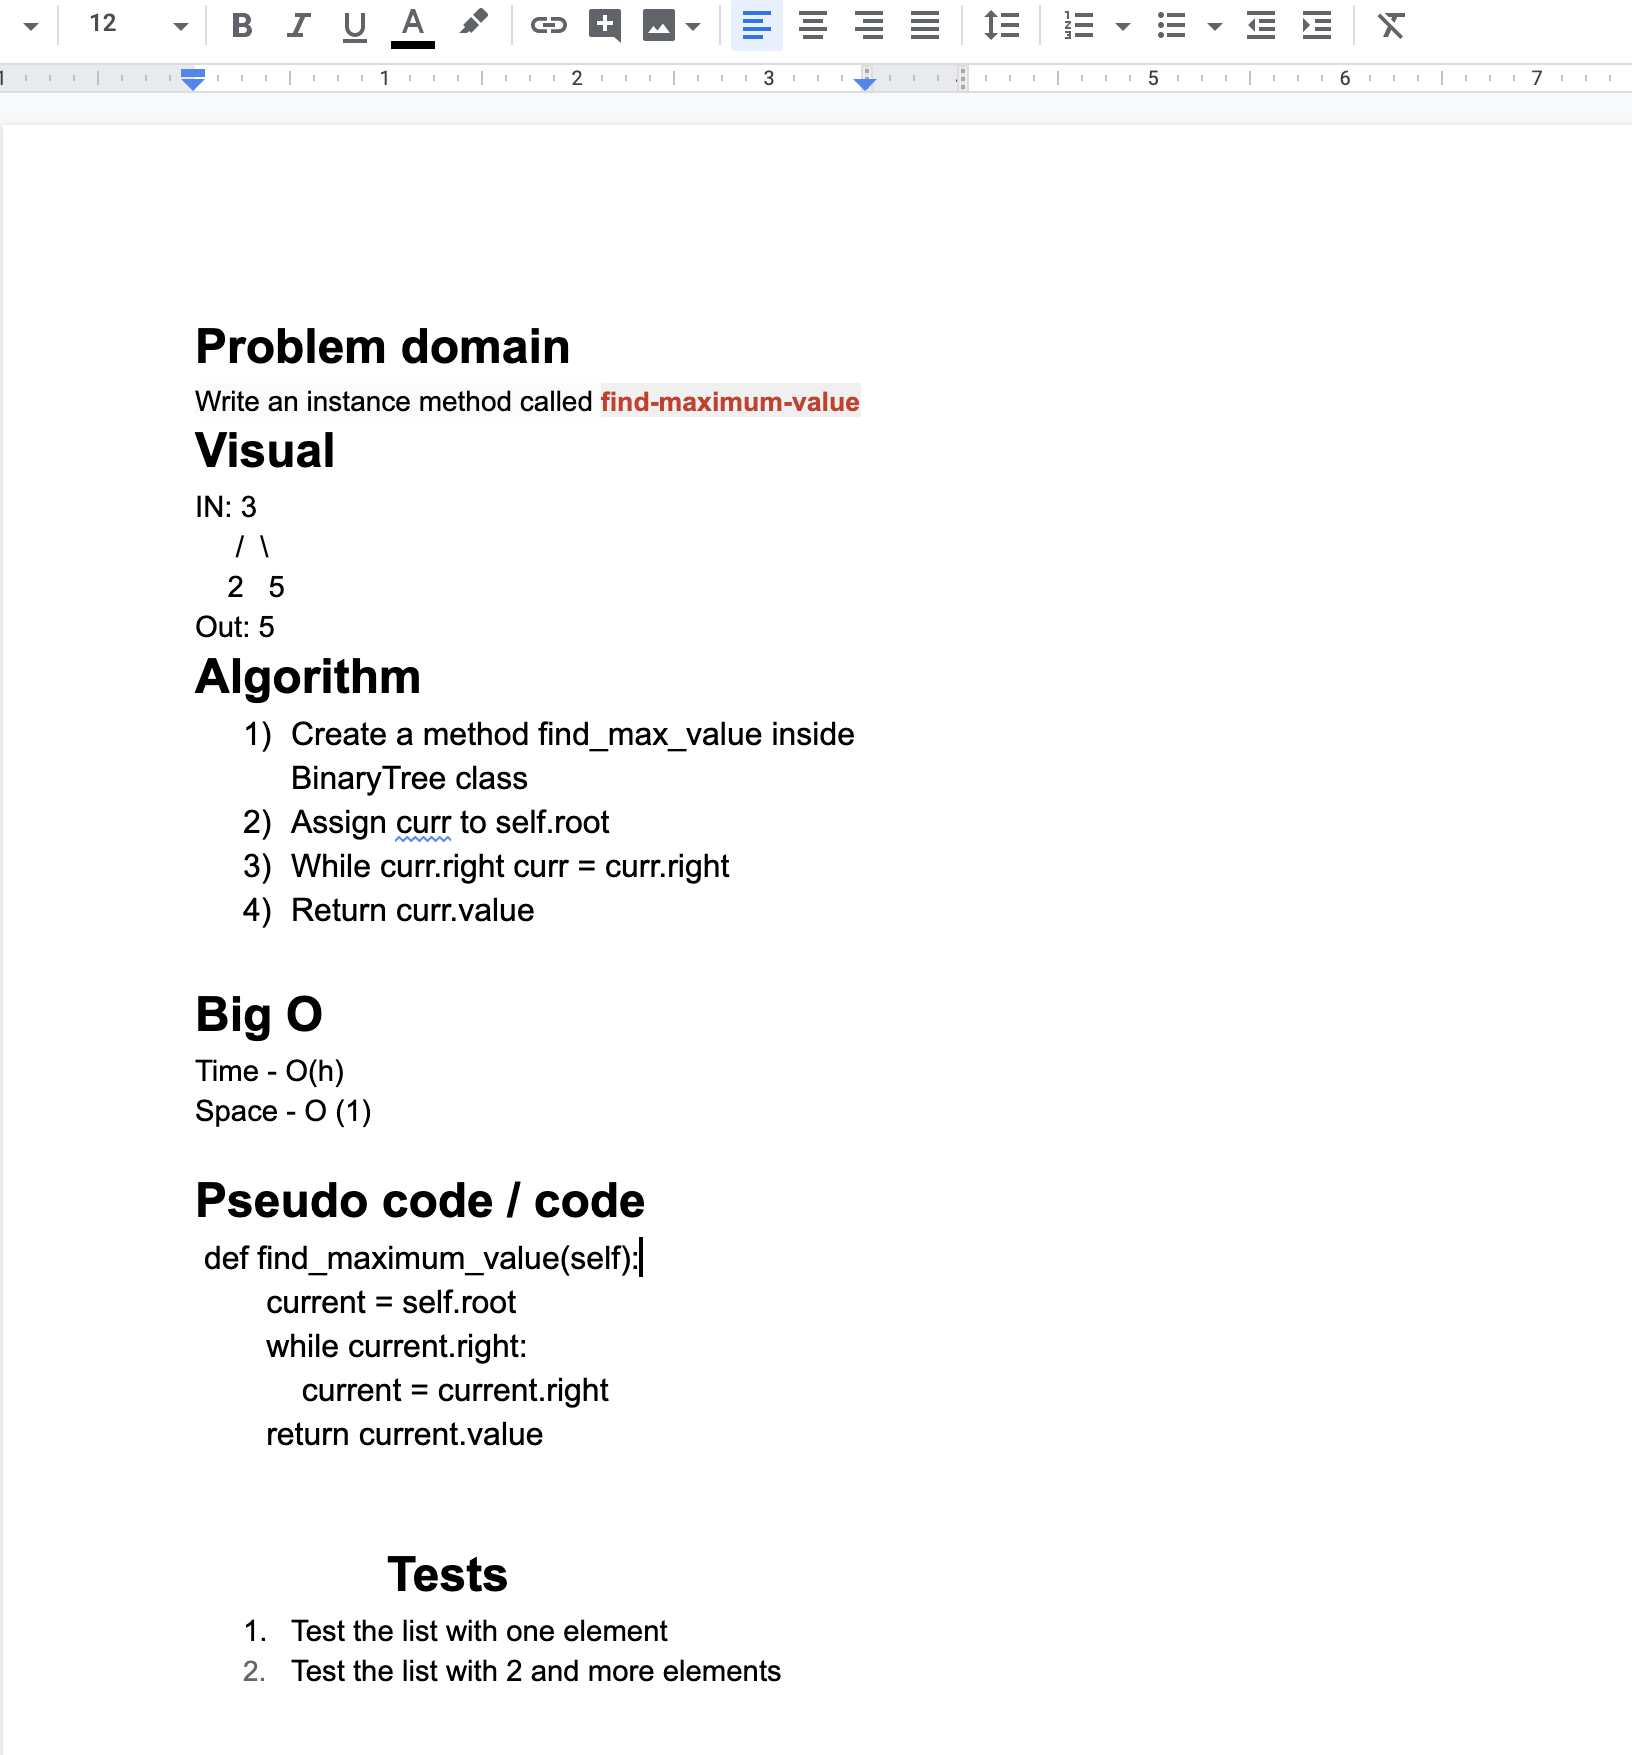 12 B I U A
1 1 2 3 5 6 7
Problem domain
Write an instance method called find-maximum-value
Visual
IN: 3
/ \
2 5
Out: 5
Algorithm
1) Create a method find_max_value inside
BinaryTree class
2) Assign curr to self.root
3) While curr.right curr = curr.right
4) Return curr.value
Big O
Time - O(h)
Space - O (1)
Pseudo code / code
def find_maximum_value(self):
current = self.root
while current.right:
current = current.right
return current.value
Tests
1. Test the list with one element
2. Test the list with 2 and more elements